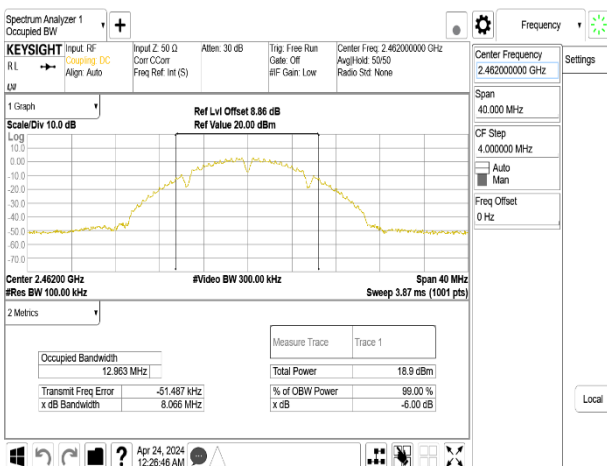 Spectrum Analyzer 1
Occupied BW
Frequency
KEYSIGHT
RL
Input: RF
Coupling: DC
Align: Auto
Input Z: 50 Ω
Corr CCorr
Freq Ref: Int (S)
Atten: 30 dB
Trig: Free Run
Gate: Off
#IF Gain: Low
Center Freq: 2.462000000 GHz
Avg|Hold: 50/50
Radio Std: None
Center Frequency
2.462000000 GHz
Settings
Span
40.000 MHz
CF Step
4.000000 MHz
Auto
Man
Freq Offset
0 Hz
Local
1 Graph
Scale/Div 10.0 dB
Ref Lvl Offset 8.86 dB
Ref Value 20.00 dBm
Log
10.0
0.00
-10.0
-20.0
-30.0
-40.0
-50.0
-60.0
-70.0
Center 2.46200 GHz
#Res BW 100.00 kHz
#Video BW 300.00 kHz
Span 40 MHz
Sweep 3.87 ms (1001 pts)
2 Metrics
Measure Trace
Trace 1
Occupied Bandwidth
12.963 MHz
Total Power
18.9 dBm
Transmit Freq Error
-51.487 kHz
% of OBW Power
99.00 %
x dB Bandwidth
8.066 MHz
x dB
-6.00 dB
?
Apr 24, 2024
12:26:46 AM